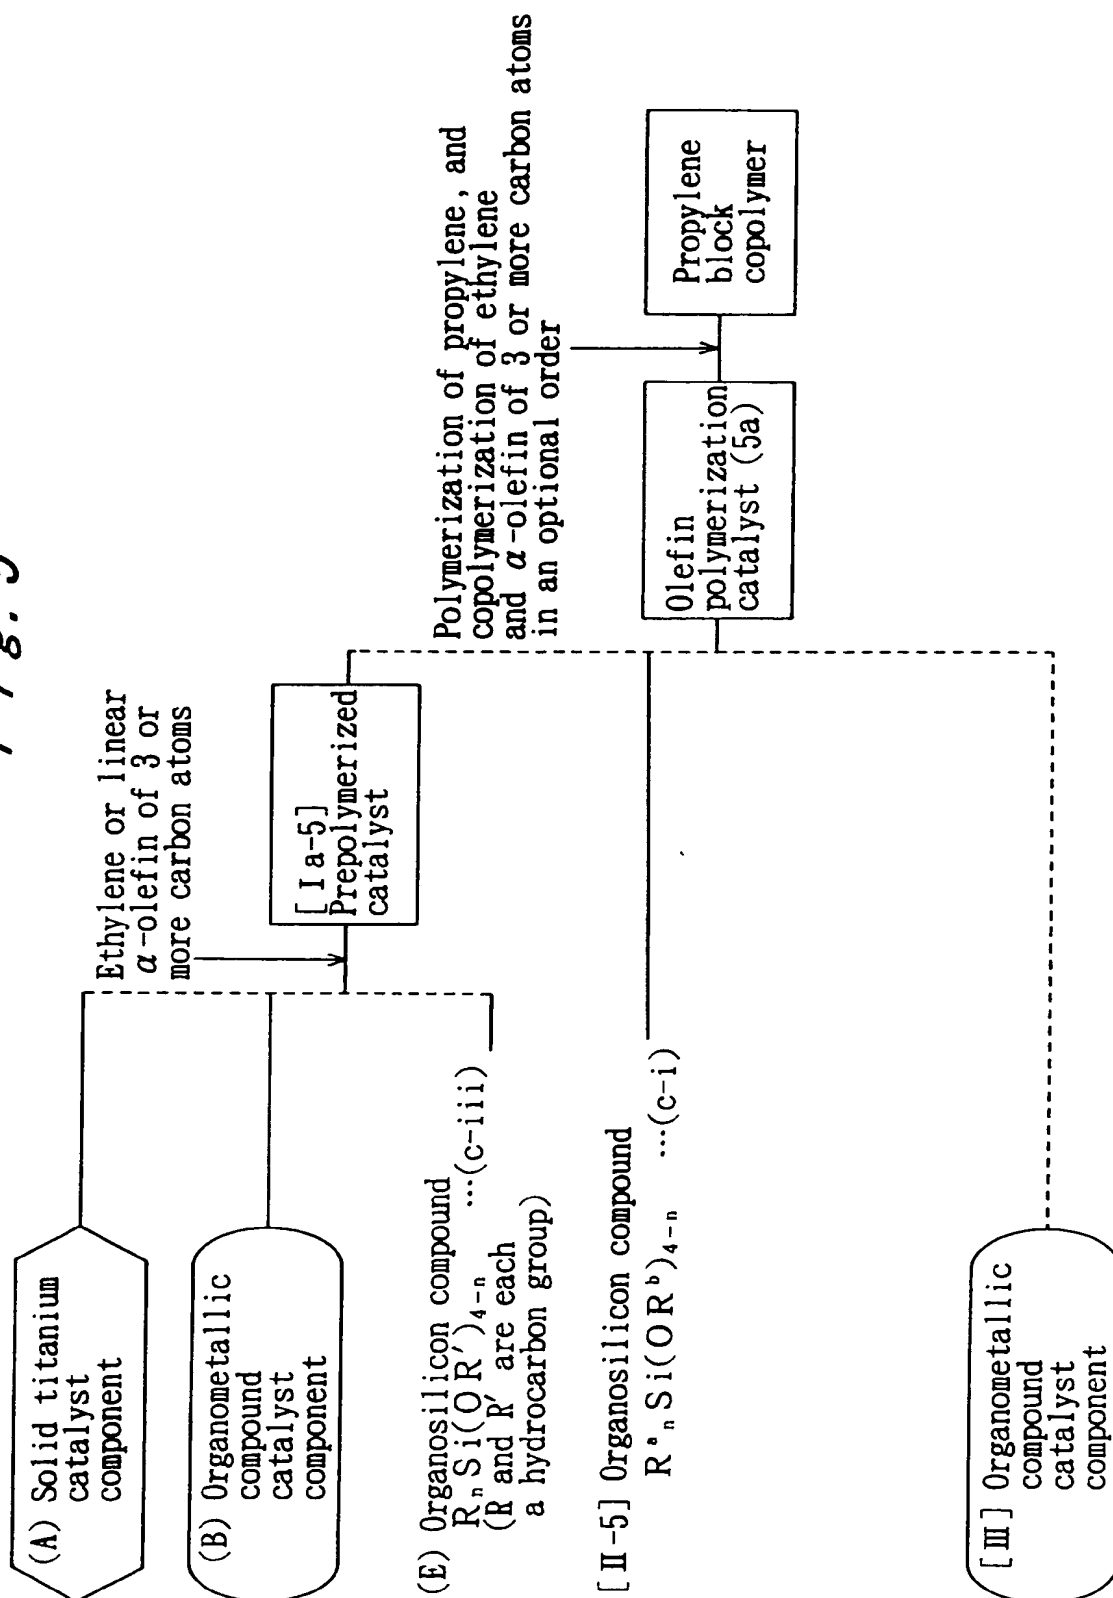 Fig. 5
(A) Solid titanium
catalyst
component
(B) Organometallic
compound
catalyst
component
(E) Organosilicon compound
RₙSi(OR′)₄₋ₙ …(c-iii)
(R and R′ are each
a hydrocarbon group)
[II-5] Organosilicon compound
RᵃₙSi(ORᵇ)₄₋ₙ …(c-i)
[III] Organometallic
compound
catalyst
component
Ethylene or linear
α-olefin of 3 or
more carbon atoms
[Ia-5]
Prepolymerized
catalyst
Polymerization of propylene, and
copolymerization of ethylene
and α-olefin of 3 or more carbon atoms
in an optional order
Olefin
polymerization
catalyst (5a)
Propylene
block
copolymer